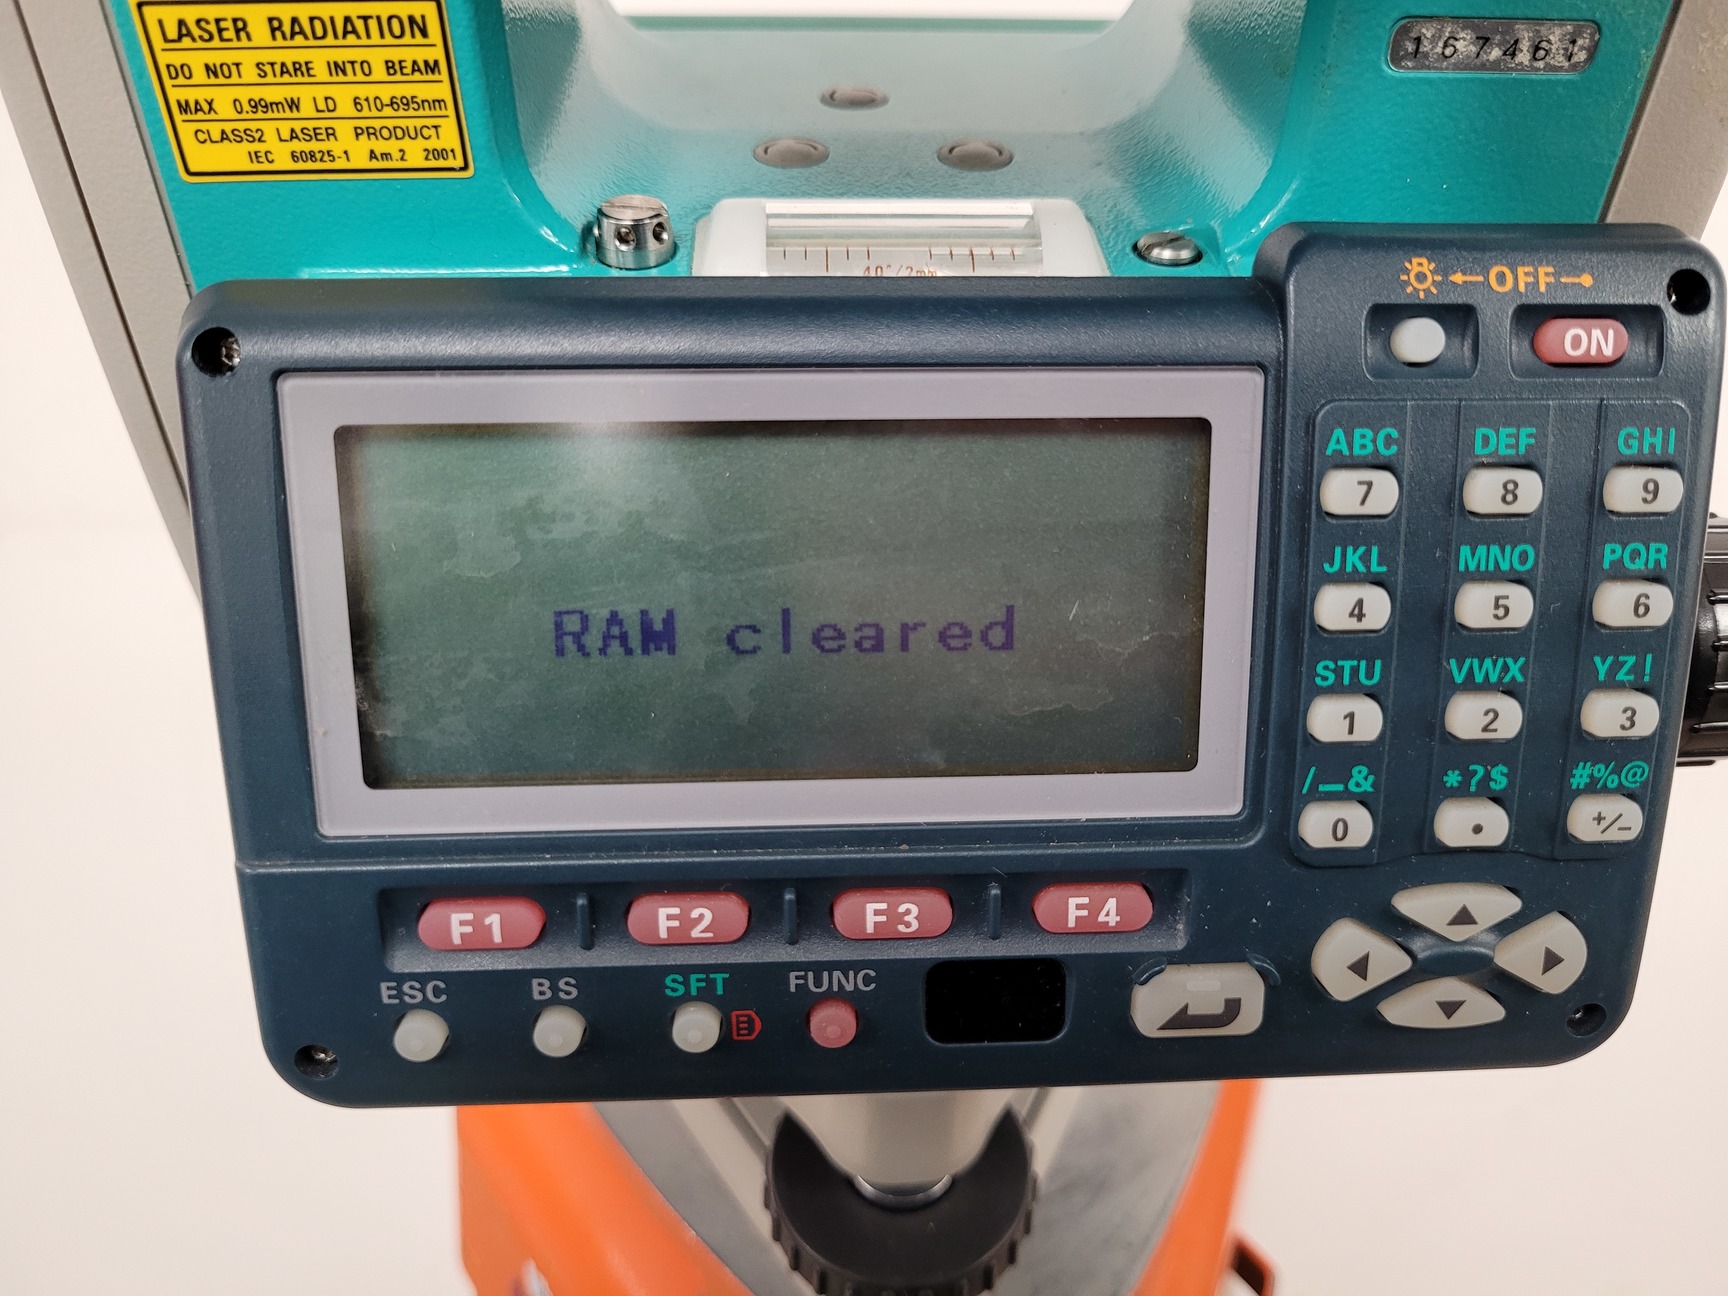 LASER RADIATION
DO NOT STARE INTO BEAM
MAX 0.99mW LD 610-695nm
CLASS2 LASER PRODUCT
IEC 60825-1 Am.2 2001
167461
40"/2mm
←OFF
ON
RAM cleared
ABC DEF GHI
7 8 9
JKL MNO PQR
4 5 6
STU VWX YZ!
1 2 3
/_& *?$ #%@
0 . +/-
F1 F2 F3 F4
ESC BS SFT FUNC